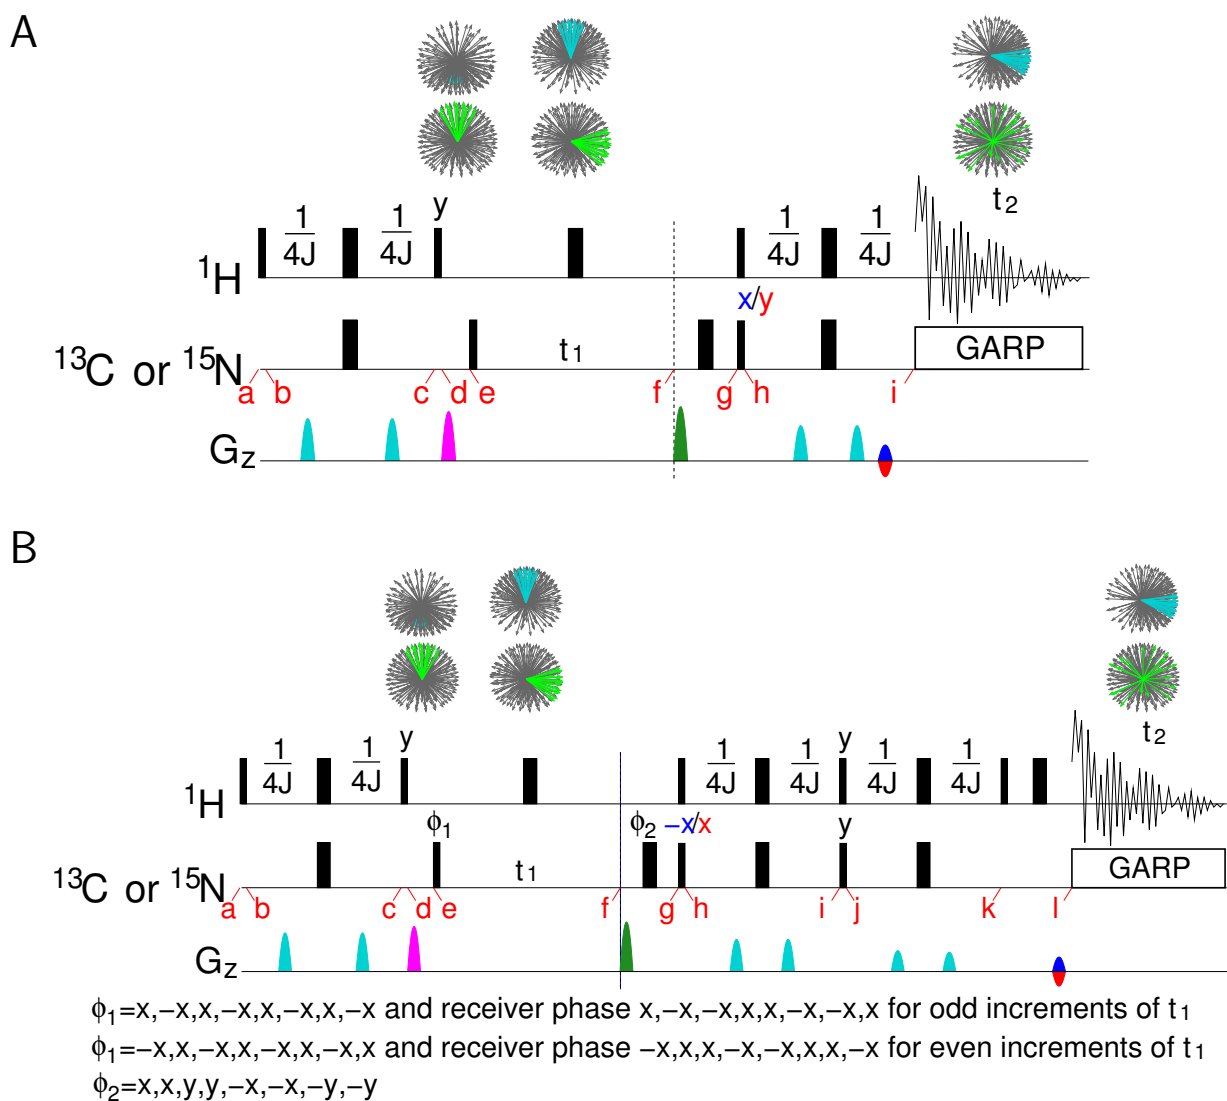 A
t2
1 1 y 1 1
4J 4J 4J 4J
1H
x/y
13C or 15N t1 GARP
a b c d e f g h i
Gz
B
t2
1 1 y 1 1 y 1 1
4J 4J 4J 4J 4J 4J
1H
ϕ1 ϕ2 −x/x y
13C or 15N t1 GARP
a b c d e f g h i j k l
Gz
ϕ1=x,−x,x,−x,x,−x,x,−x and receiver phase x,−x,−x,x,x,−x,−x,x for odd increments of t1
ϕ1=−x,x,−x,x,−x,x,−x,x and receiver phase −x,x,x,−x,−x,x,x,−x for even increments of t1
ϕ2=x,x,y,y,−x,−x,−y,−y